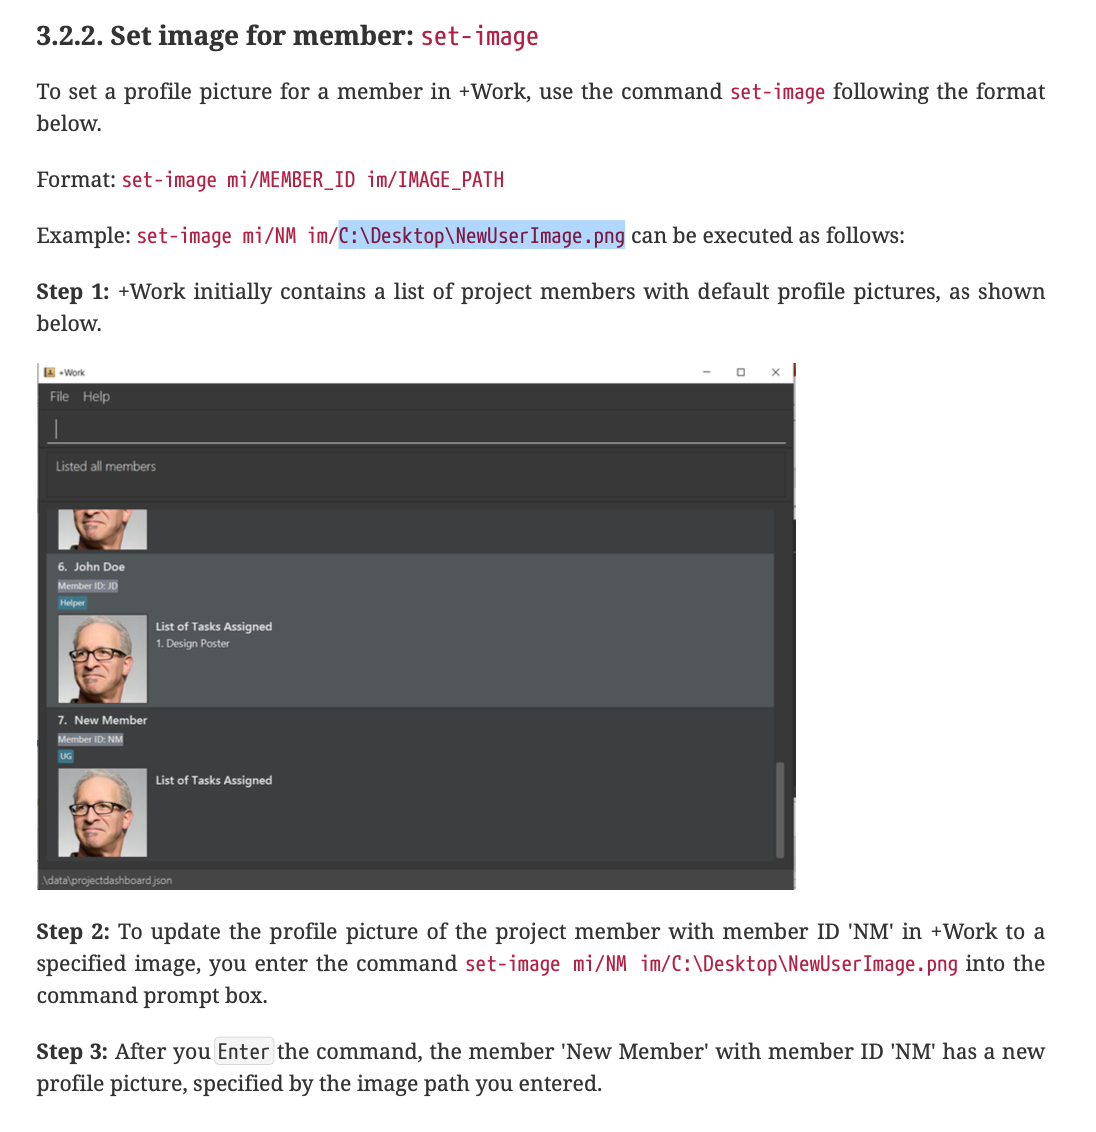 3.2.2. Set image for member: set-image
To set a profile picture for a member in +Work, use the command set-image following the format
below.
Format: set-image mi/MEMBER_ID im/IMAGE_PATH
Example: set-image mi/NM im/C:\Desktop\NewUserImage.png can be executed as follows:
Step 1: +Work initially contains a list of project members with default profile pictures, as shown
below.
+Work
File Help
Listed all members
6. John Doe
Member ID: JD
Helper
List of Tasks Assigned
1. Design Poster
7. New Member
Member ID: NM
UG
List of Tasks Assigned
\data\projectdashboard.json
Step 2: To update the profile picture of the project member with member ID 'NM' in +Work to a
specified image, you enter the command set-image mi/NM im/C:\Desktop\NewUserImage.png into the
command prompt box.
Step 3: After you Enter the command, the member 'New Member' with member ID 'NM' has a new
profile picture, specified by the image path you entered.